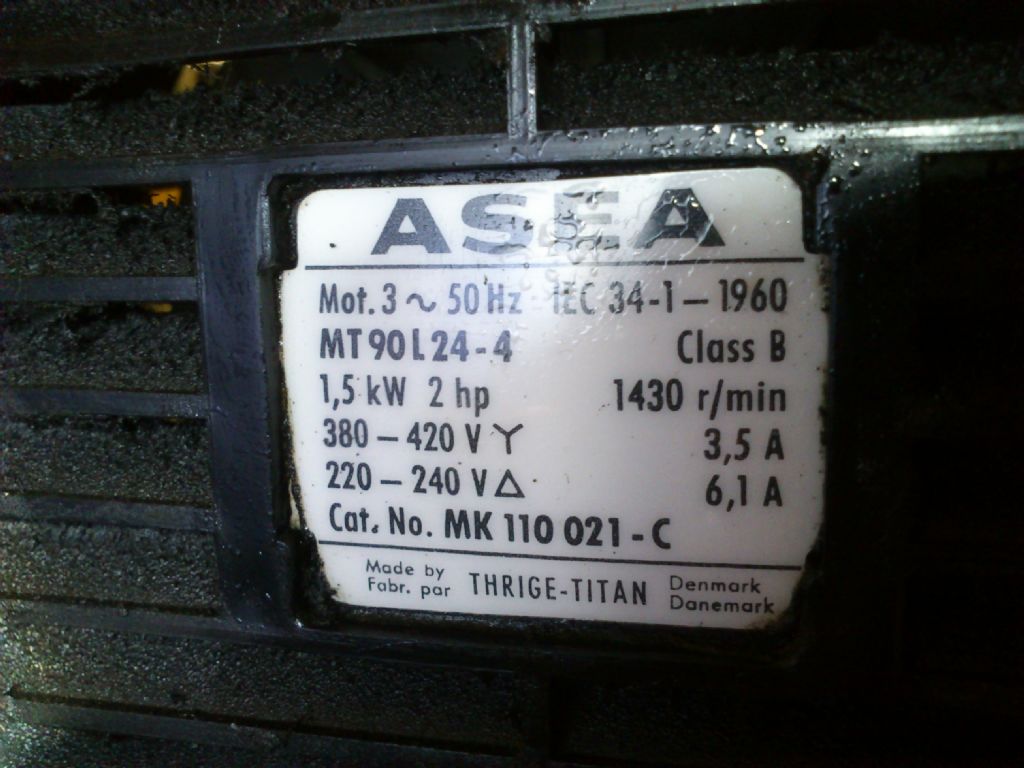 ASEA
Mot. 3 ~ 50 Hz IEC 34-1 – 1960
MT 90 L 24 - 4 Class B
1,5 kW 2 hp 1430 r/min
380 – 420 V Y 3,5 A
220 – 240 V △ 6,1 A
Cat. No. MK 110 021 - C
Made by
Fabr. par THRIGE-TITAN Denmark
Danemark